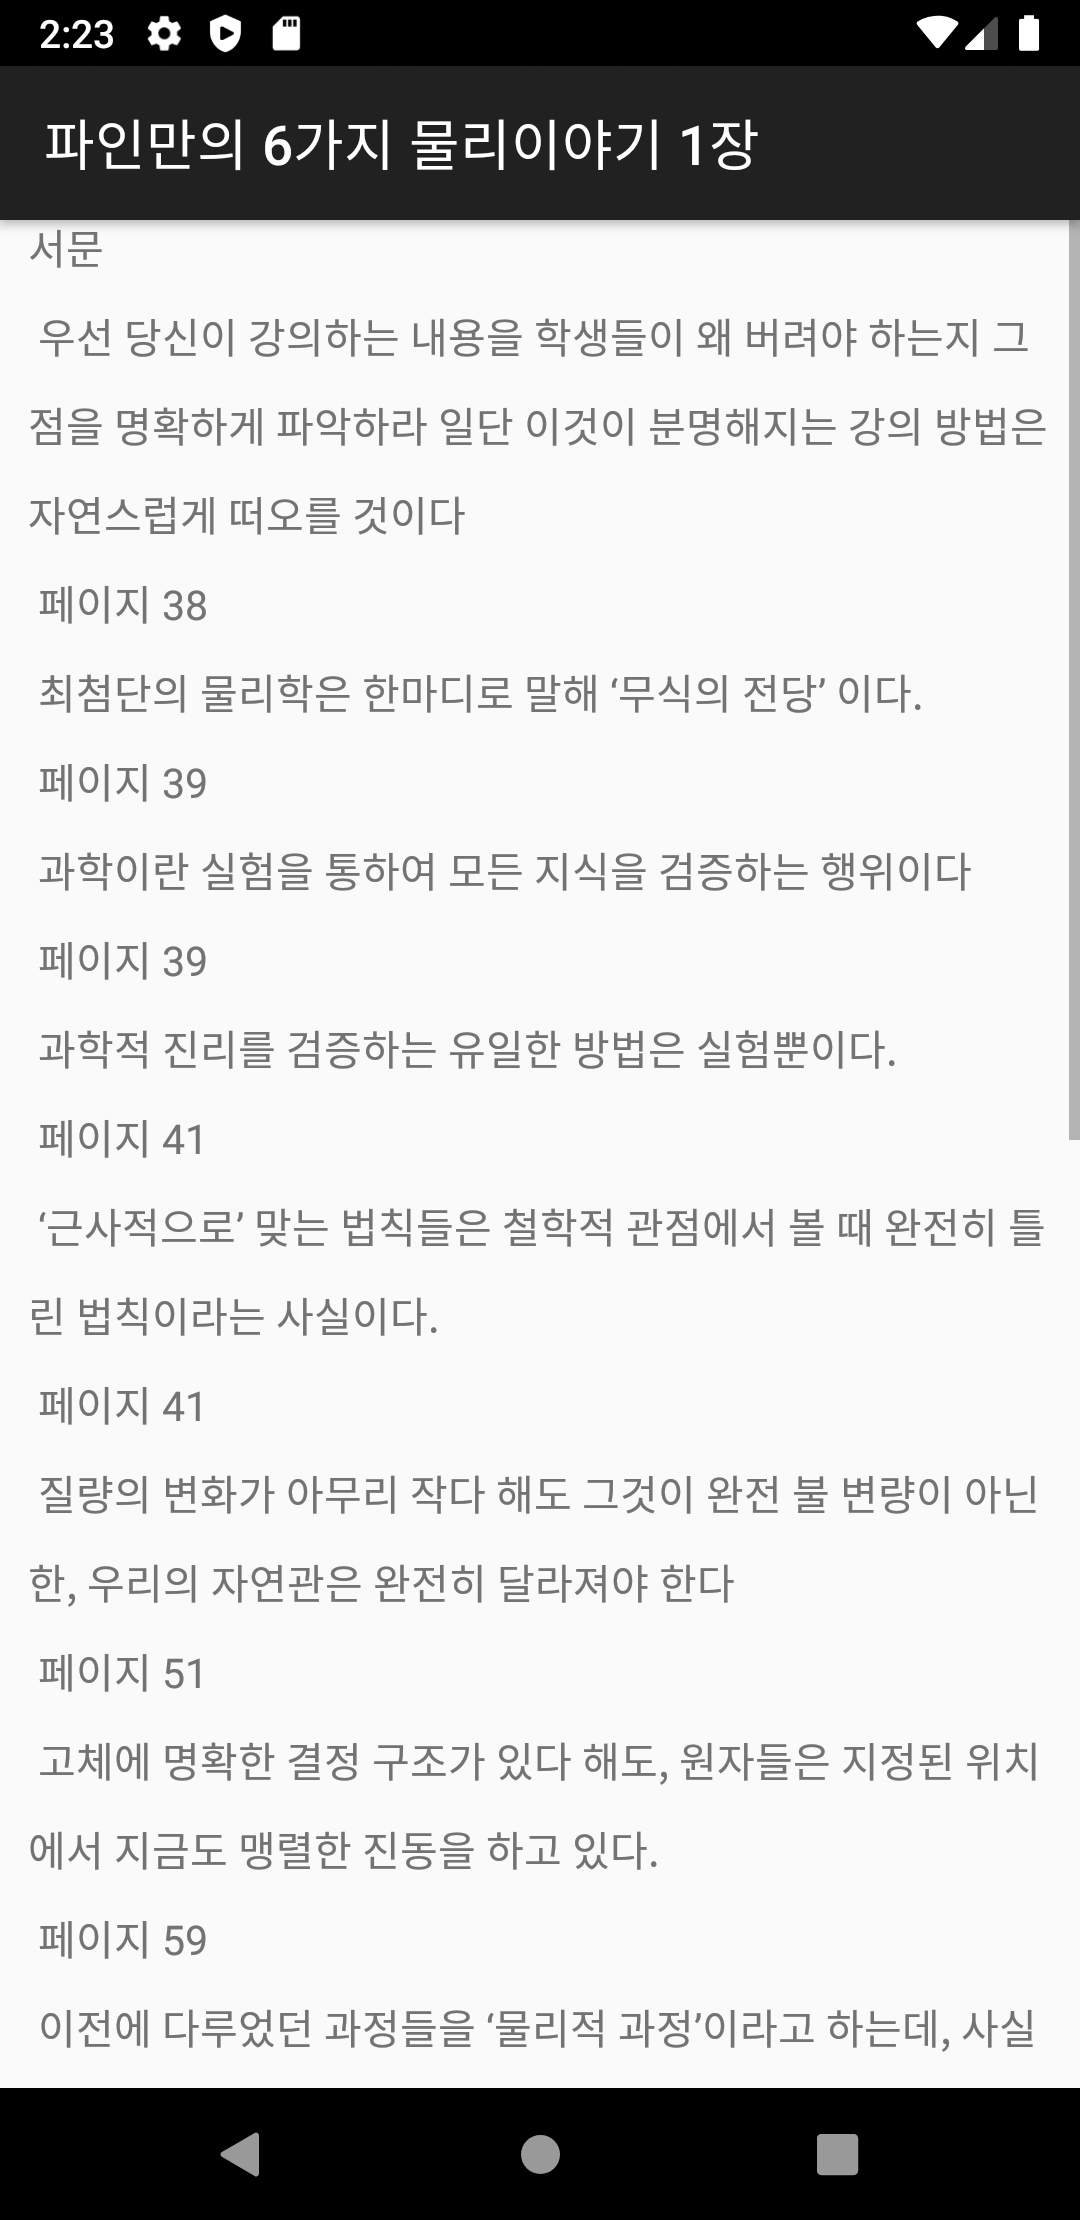 2:23
파인만의 6가지 물리이야기 1장
서문
우선 당신이 강의하는 내용을 학생들이 왜 버려야 하는지 그
점을 명확하게 파악하라 일단 이것이 분명해지는 강의 방법은
자연스럽게 떠오를 것이다
페이지 38
최첨단의 물리학은 한마디로 말해 ‘무식의 전당’ 이다.
페이지 39
과학이란 실험을 통하여 모든 지식을 검증하는 행위이다
페이지 39
과학적 진리를 검증하는 유일한 방법은 실험뿐이다.
페이지 41
‘근사적으로’ 맞는 법칙들은 철학적 관점에서 볼 때 완전히 틀
린 법칙이라는 사실이다.
페이지 41
질량의 변화가 아무리 작다 해도 그것이 완전 불 변량이 아닌
한, 우리의 자연관은 완전히 달라져야 한다
페이지 51
고체에 명확한 결정 구조가 있다 해도, 원자들은 지정된 위치
에서 지금도 맹렬한 진동을 하고 있다.
페이지 59
이전에 다루었던 과정들을 ‘물리적 과정’이라고 하는데, 사실